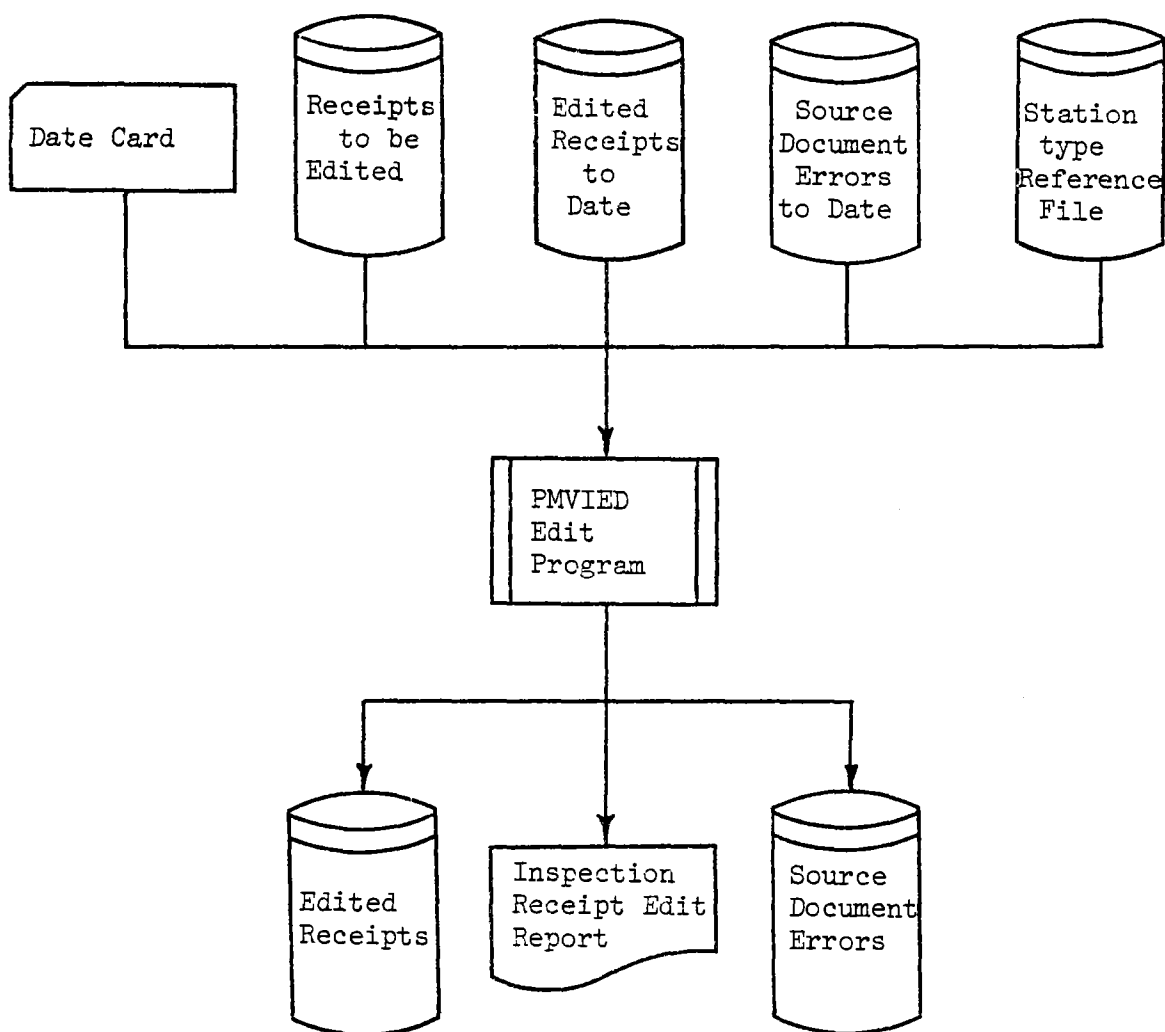 Date Card
Receipts
to be
Edited
Edited
Receipts
to
Date
Source
Document
Errors
to Date
Station
type
Reference
File
PMVIED
Edit
Program
Edited
Receipts
Inspection
Receipt Edit
Report
Source
Document
Errors